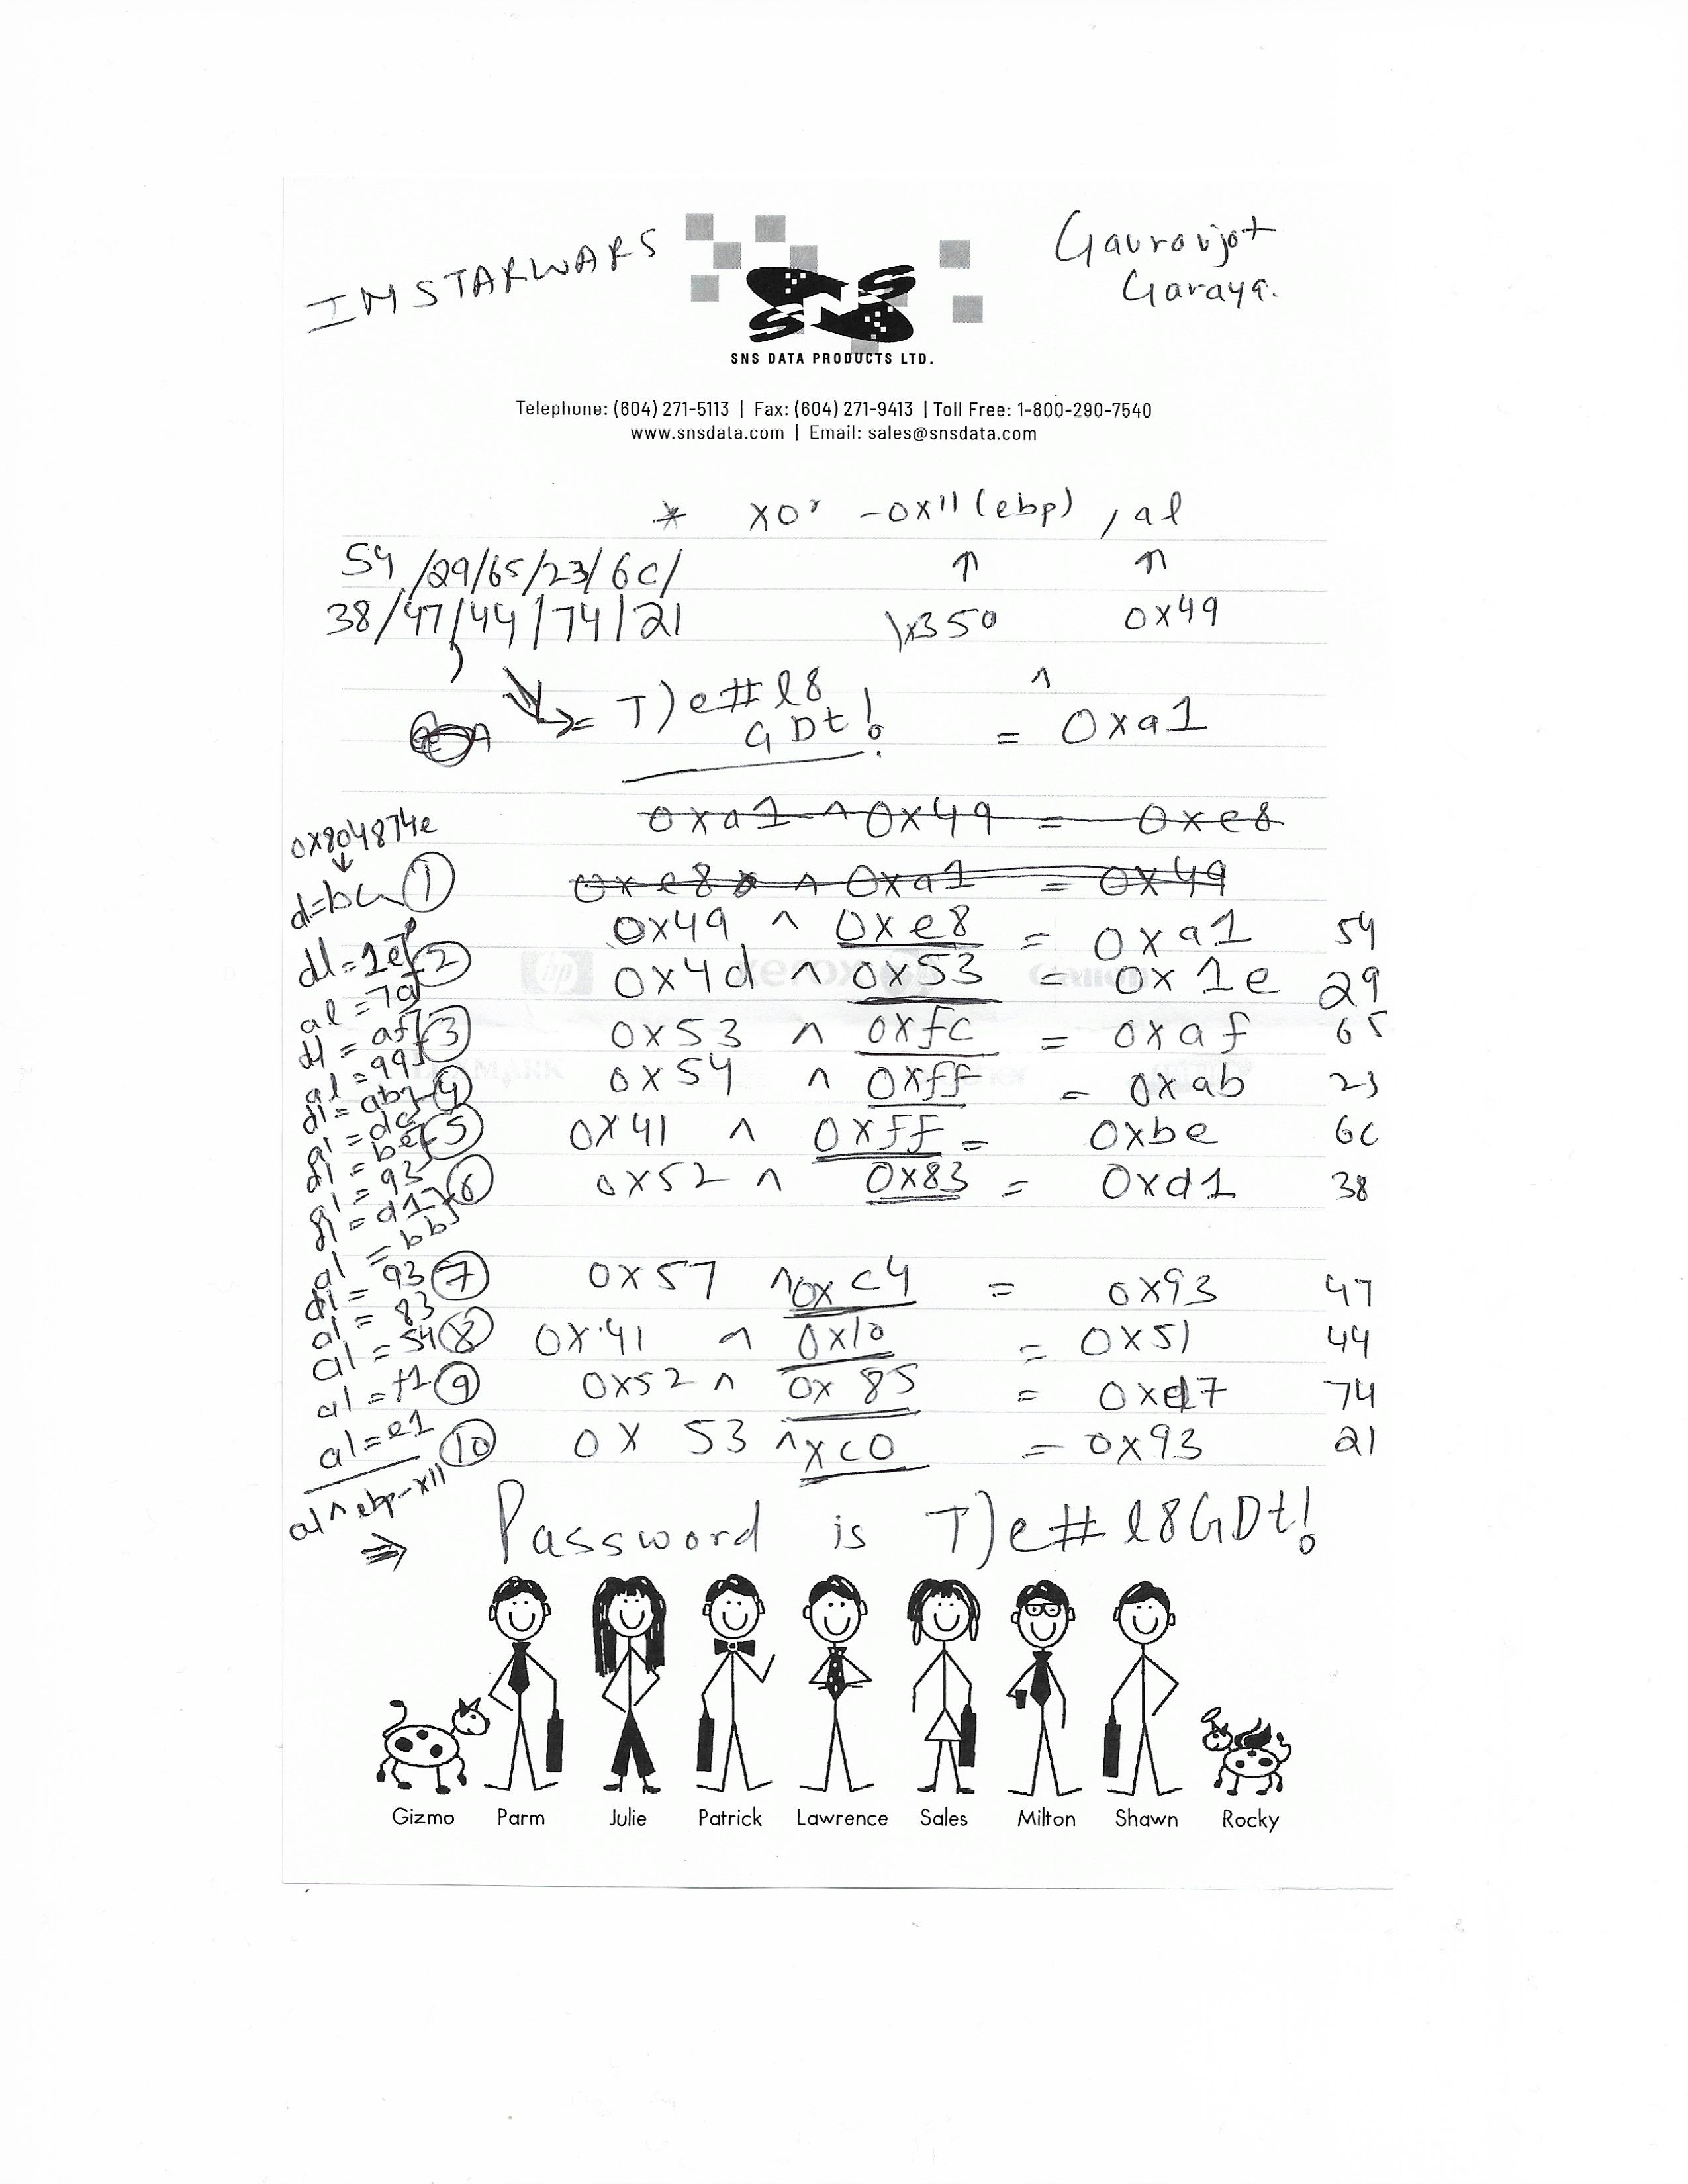 IMSTARWARS
Gauravjot
Garaya.
SNS
SNS DATA PRODUCTS LTD.
Telephone: (604) 271-5113 | Fax: (604) 271-9413 | Toll Free: 1-800-290-7540
www.snsdata.com | Email: sales@snsdata.com
* xor -0x11(ebp), al
54/29/65/23/6C/
38/47/44/74/21
\x350 0x49
^
= T)e#l8
GDt!
= 0xa1
0xa1 ^ 0x49 = 0xe8
0x804874e
d=bc 1
0xe8 ^ 0xa1 = 0x49
0x49 ^ 0xe8 = 0xa1 54
dl=1e 2
0x4d ^ 0x53 = 0x1e 29
al=7a
dl=af 3
0x53 ^ 0xfc = 0xaf 65
al=99
dl=ab 4
0x54 ^ 0xff = 0xab 23
al=dc
dl=be 5
0x41 ^ 0xff = 0xbe 6c
al=93
dl=d1 6
0x52 ^ 0x83 = 0xd1 38
al=bb
dl=93 7
0x57 ^ 0xc4 = 0x93 47
al=83
al=54 8
0x41 ^ 0x10 = 0x51 44
al=f1 9
0x52 ^ 0x85 = 0xd7 74
al=e1 10
0x53 ^ xc0 = 0x93 21
al ^ ebp-x11
⇒ Password is T)e#l8GDt!
Gizmo Parm Julie Patrick Lawrence Sales Milton Shawn Rocky